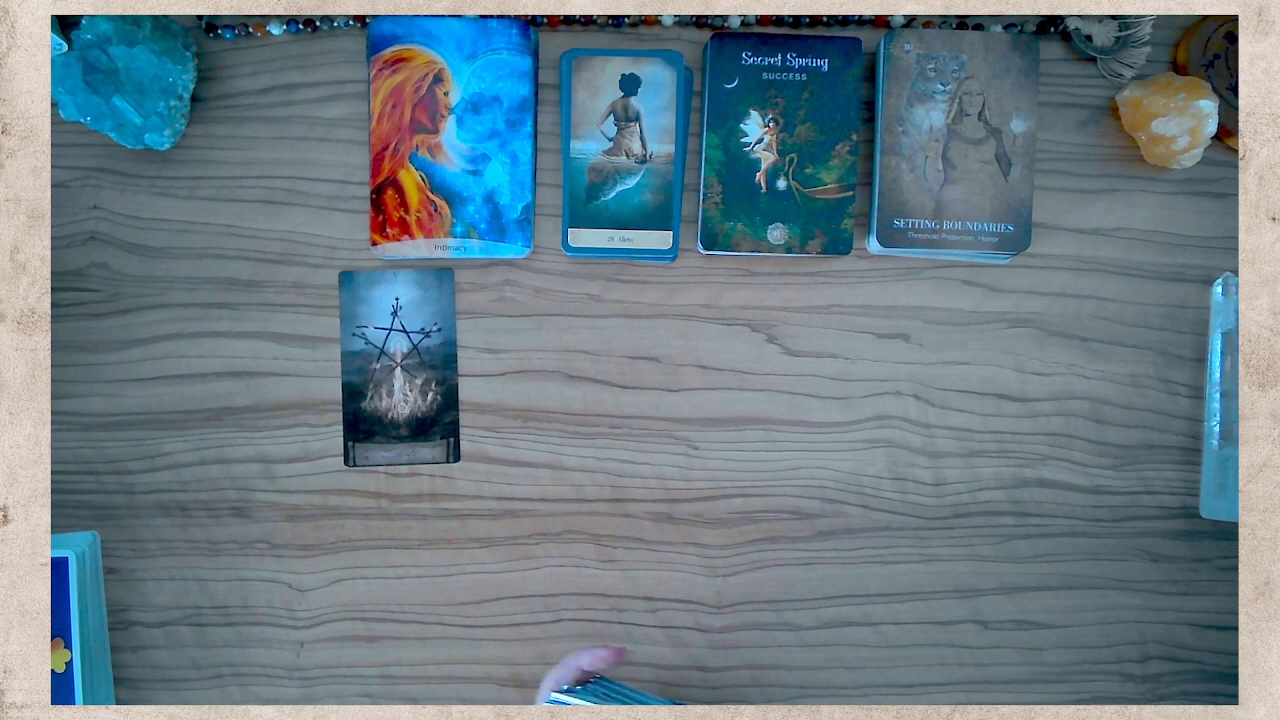 Intimacy
Secret Spring
SUCCESS
SETTING BOUNDARIES
Threshold, Protection, Honor